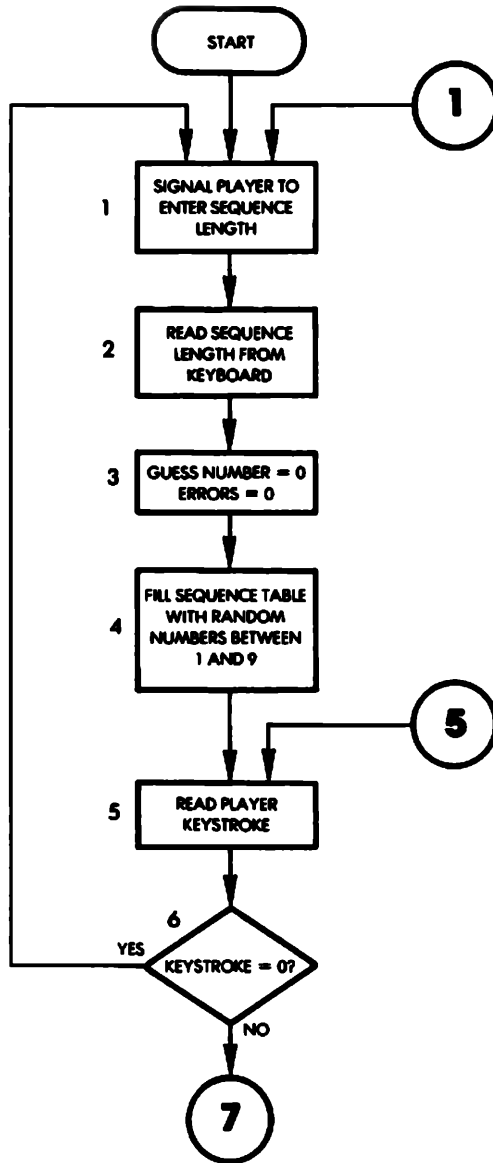 START
1
1
SIGNAL PLAYER TO
ENTER SEQUENCE
LENGTH
2
READ SEQUENCE
LENGTH FROM
KEYBOARD
3
GUESS NUMBER = 0
ERRORS = 0
4
FILL SEQUENCE TABLE
WITH RANDOM
NUMBERS BETWEEN
1 AND 9
5
5
READ PLAYER
KEYSTROKE
6
YES
KEYSTROKE = 0?
NO
7